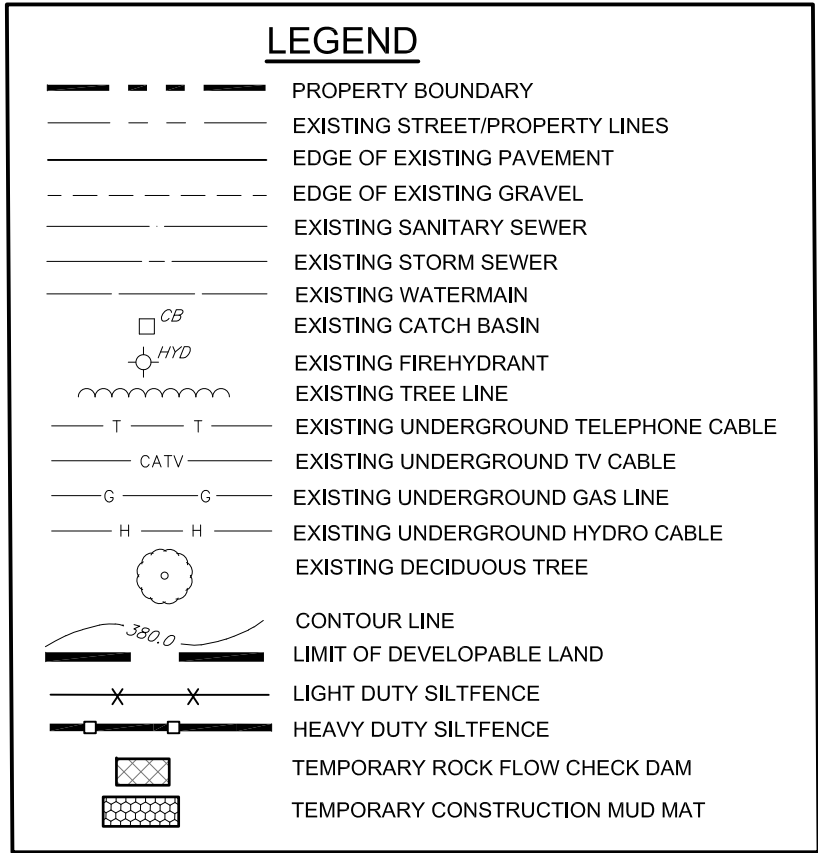 LEGEND
PROPERTY BOUNDARY
EXISTING STREET/PROPERTY LINES
EDGE OF EXISTING PAVEMENT
EDGE OF EXISTING GRAVEL
EXISTING SANITARY SEWER
EXISTING STORM SEWER
EXISTING WATERMAIN
CB EXISTING CATCH BASIN
HYD EXISTING FIREHYDRANT
EXISTING TREE LINE
T T EXISTING UNDERGROUND TELEPHONE CABLE
CATV EXISTING UNDERGROUND TV CABLE
G G EXISTING UNDERGROUND GAS LINE
H H EXISTING UNDERGROUND HYDRO CABLE
EXISTING DECIDUOUS TREE
380.0 CONTOUR LINE
LIMIT OF DEVELOPABLE LAND
X X LIGHT DUTY SILTFENCE
HEAVY DUTY SILTFENCE
TEMPORARY ROCK FLOW CHECK DAM
TEMPORARY CONSTRUCTION MUD MAT